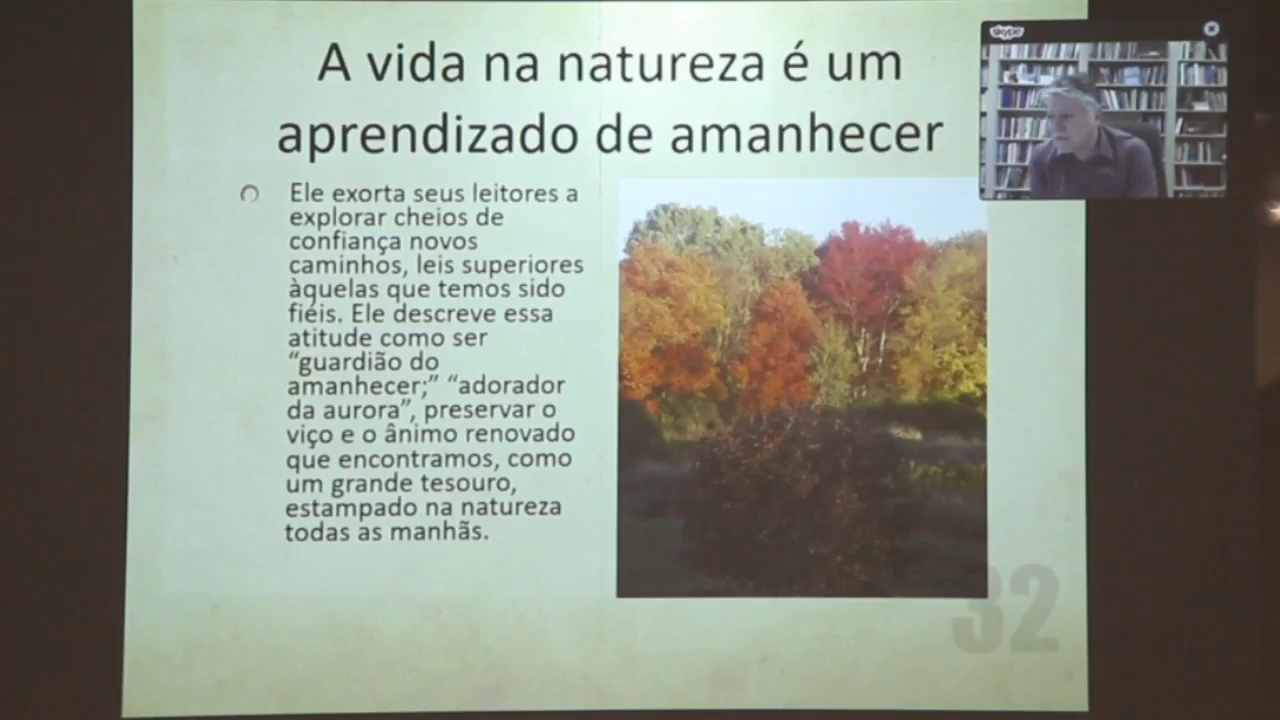 A vida na natureza é um
aprendizado de amanhecer
skype
Ele exorta seus leitores a
explorar cheios de
confiança novos
caminhos, leis superiores
àquelas que temos sido
fiéis. Ele descreve essa
atitude como ser
“guardião do
amanhecer;” “adorador
da aurora”, preservar o
viço e o ânimo renovado
que encontramos, como
um grande tesouro,
estampado na natureza
todas as manhãs.
32